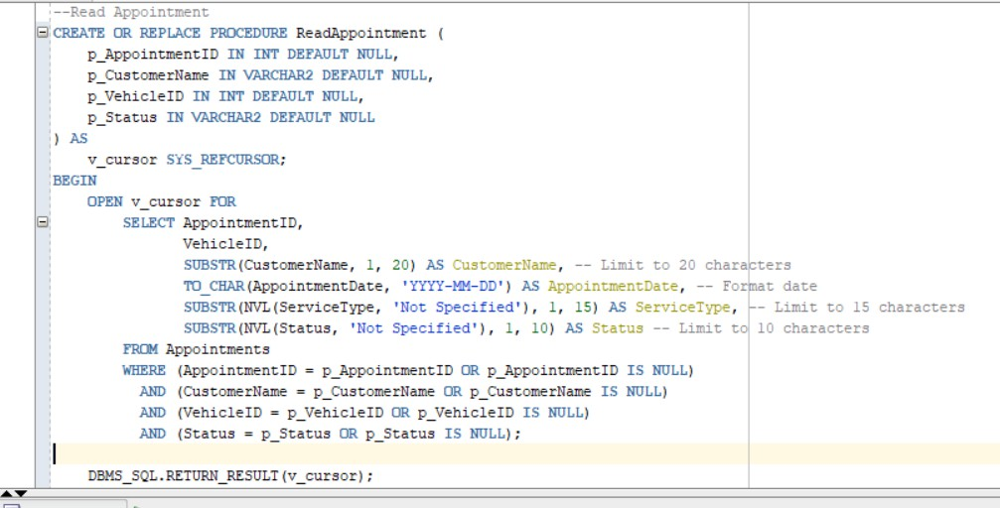 --Read Appointment
CREATE OR REPLACE PROCEDURE ReadAppointment (
    p_AppointmentID IN INT DEFAULT NULL,
    p_CustomerName IN VARCHAR2 DEFAULT NULL,
    p_VehicleID IN INT DEFAULT NULL,
    p_Status IN VARCHAR2 DEFAULT NULL
) AS
    v_cursor SYS_REFCURSOR;
BEGIN
    OPEN v_cursor FOR
        SELECT AppointmentID,
               VehicleID,
               SUBSTR(CustomerName, 1, 20) AS CustomerName, -- Limit to 20 characters
               TO_CHAR(AppointmentDate, 'YYYY-MM-DD') AS AppointmentDate, -- Format date
               SUBSTR(NVL(ServiceType, 'Not Specified'), 1, 15) AS ServiceType, -- Limit to 15 characters
               SUBSTR(NVL(Status, 'Not Specified'), 1, 10) AS Status -- Limit to 10 characters
        FROM Appointments
        WHERE (AppointmentID = p_AppointmentID OR p_AppointmentID IS NULL)
          AND (CustomerName = p_CustomerName OR p_CustomerName IS NULL)
          AND (VehicleID = p_VehicleID OR p_VehicleID IS NULL)
          AND (Status = p_Status OR p_Status IS NULL);
    DBMS_SQL.RETURN_RESULT(v_cursor);